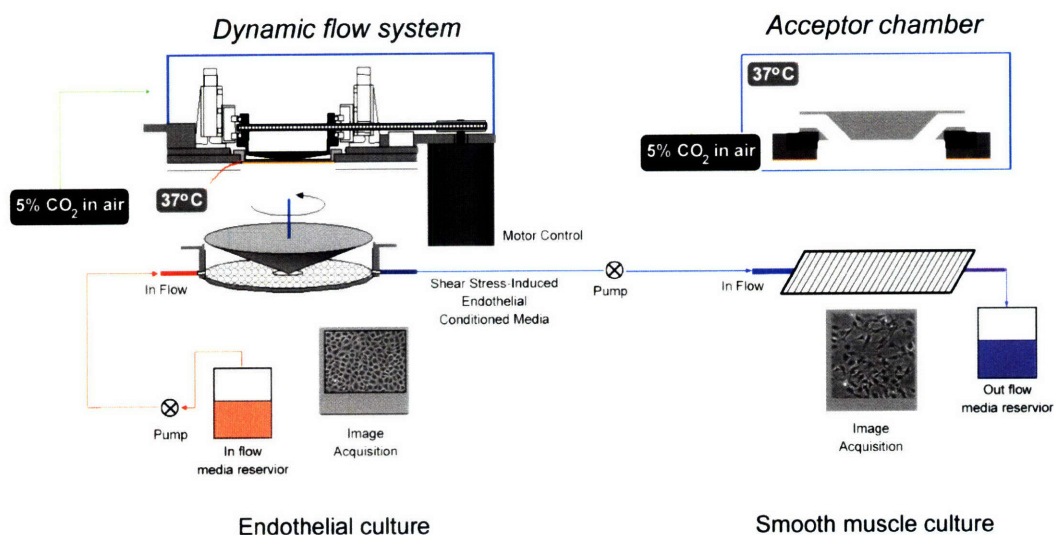 Dynamic flow system
Acceptor chamber
37°C
5% CO2 in air
5% CO2 in air
37°C
Motor Control
In Flow
Shear Stress-Induced
Endothelial
Conditioned Media
Pump
In Flow
Pump
In flow
media reservior
Image
Acquisition
Image
Acquisition
Out flow
media reservior
Endothelial culture
Smooth muscle culture